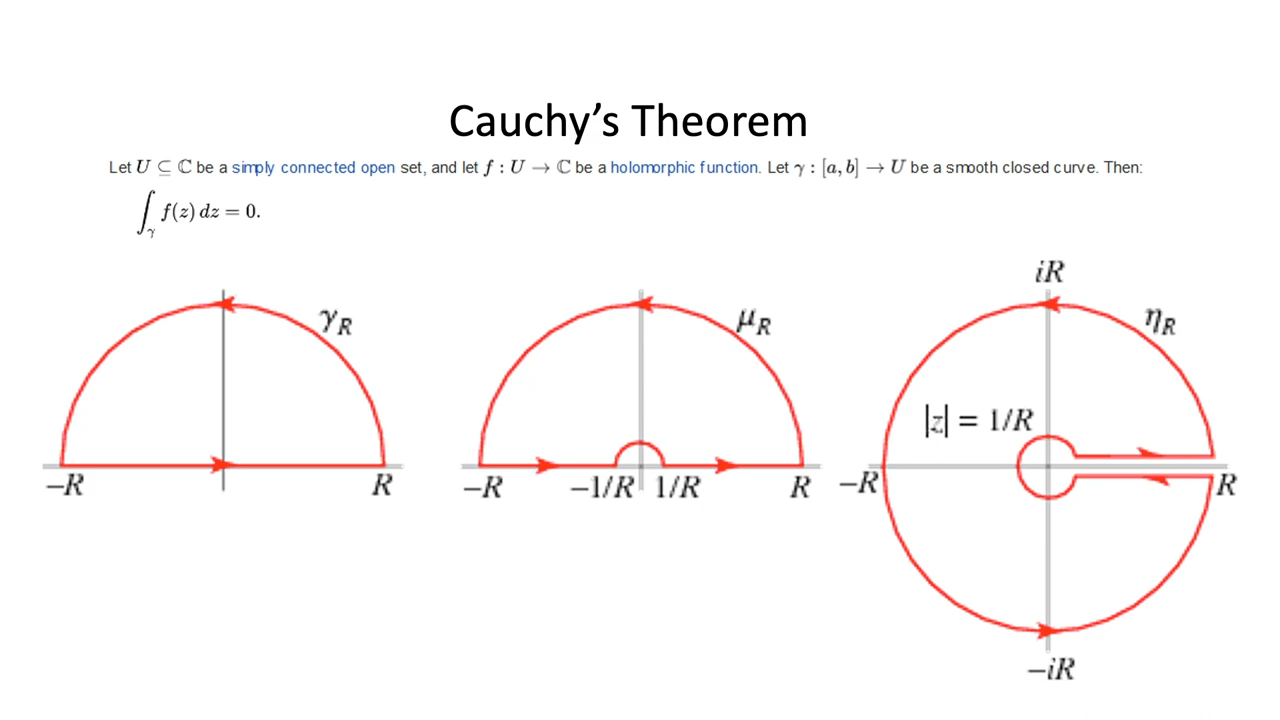 Cauchy’s Theorem
Let U ⊆ ℂ be a simply connected open set, and let f : U → ℂ be a holomorphic function. Let γ : [a, b] → U be a smooth closed curve. Then:
∫_γ f(z) dz = 0.
γ_R
−R
R
μ_R
−R
−1/R
1/R
R
iR
η_R
|z| = 1/R
−R
R
−iR